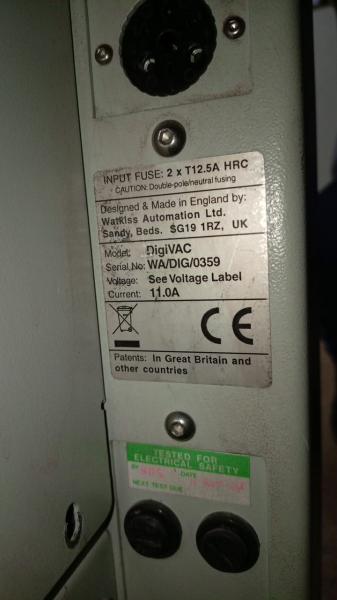 INPUT FUSE: 2 x T12.5A HRC
CAUTION: Double-pole/neutral fusing
Designed & Made in England by:
Watkiss Automation Ltd.
Sandy, Beds. SG19 1RZ, UK
Model: DigiVAC
Serial No: WA/DIG/0359
Voltage: See Voltage Label
Current: 11.0A
CE
Patents: In Great Britain and
other countries
TESTED FOR
ELECTRICAL SAFETY
BY DATE
NEXT TEST DUE